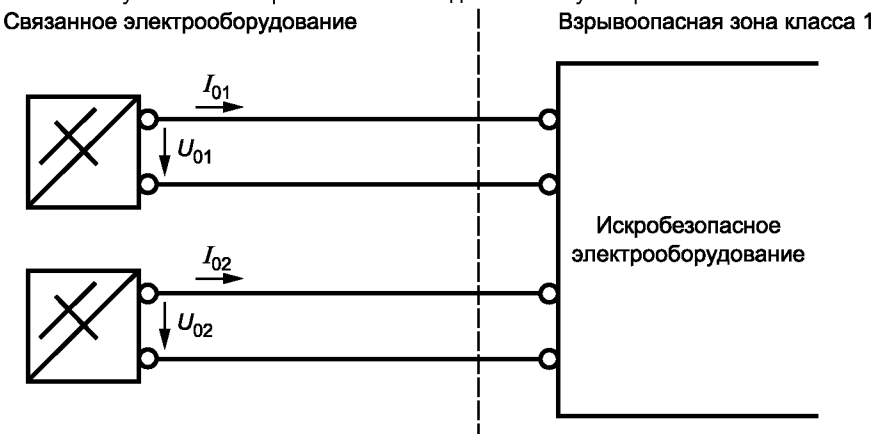 Связанное электрооборудование
Взрывоопасная зона класса 1
I01
U01
Искробезопасное
электрооборудование
I02
U02